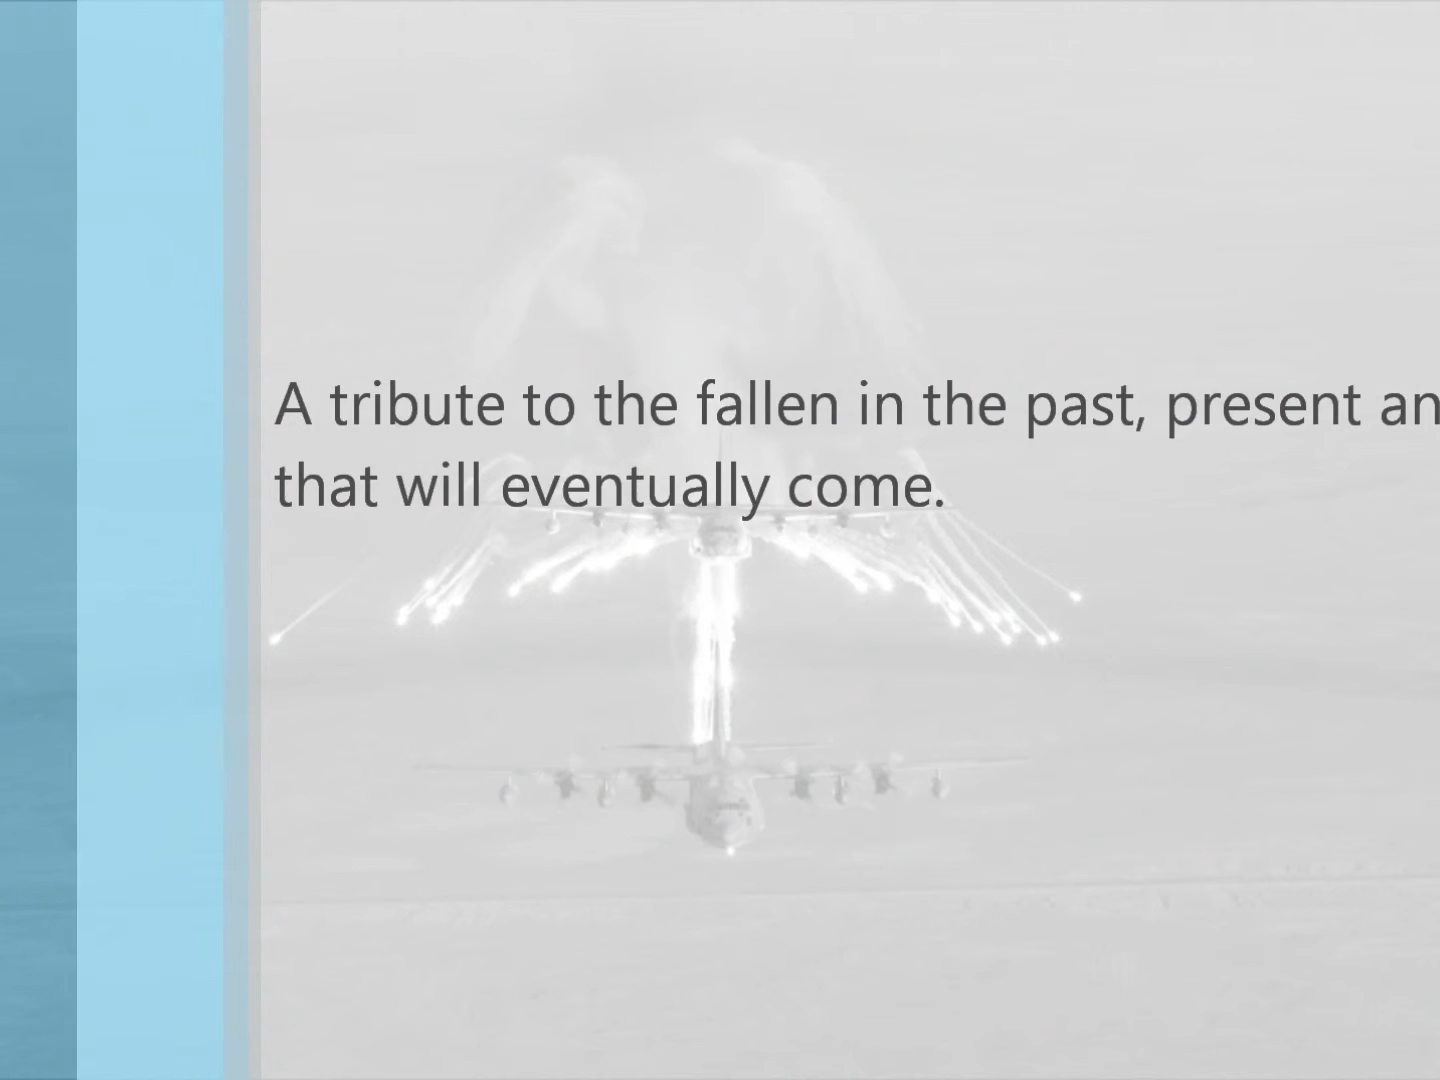 A tribute to the fallen in the past, present an
that will eventually come.